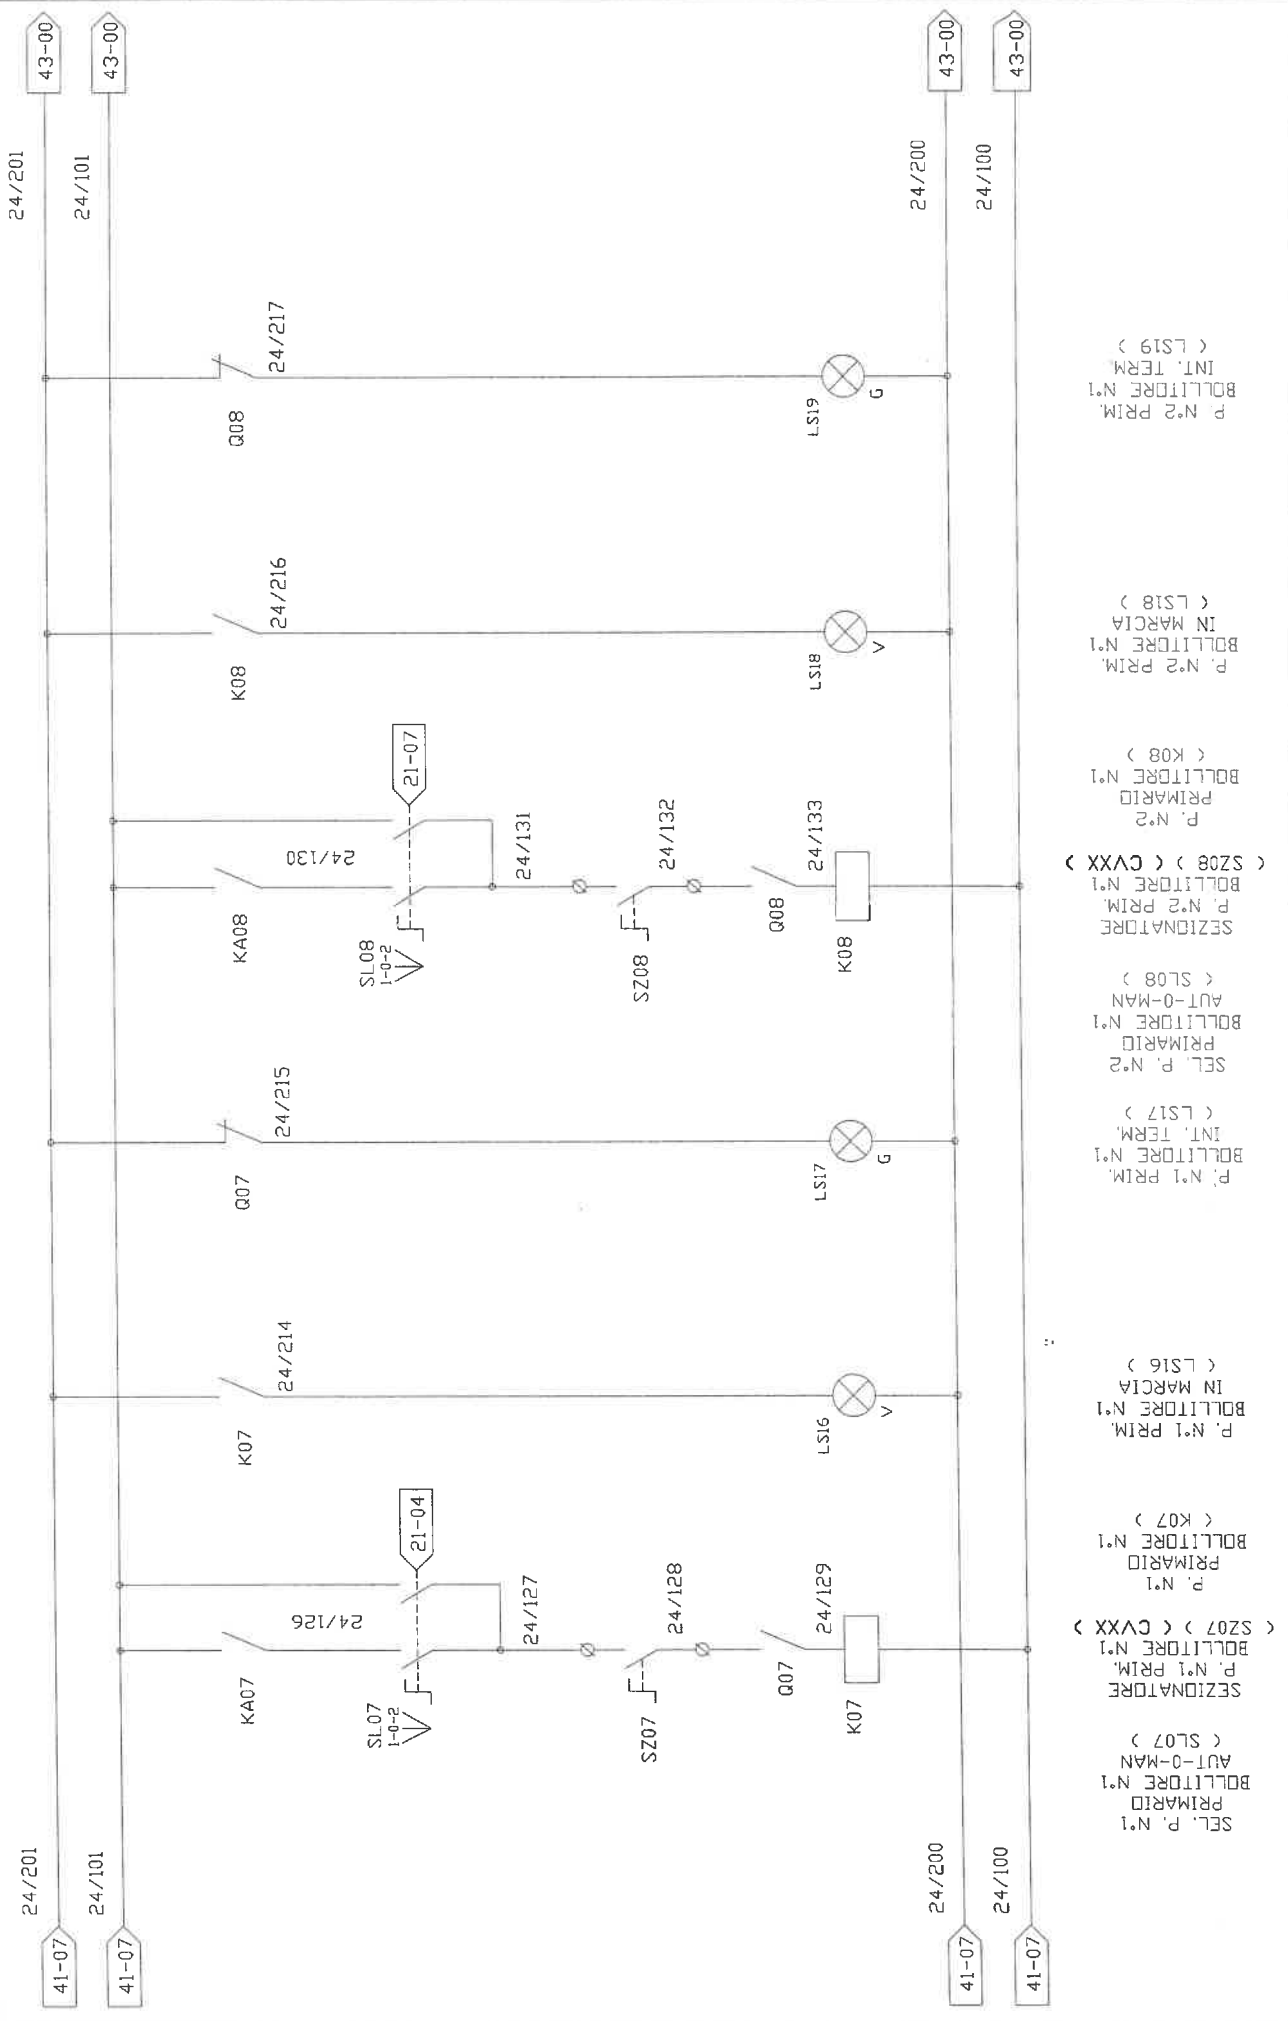 41-07
24/201
24/201
43-00
41-07
24/101
24/101
43-00
KA07
24/126
SL07
1-0-2
21-04
24/127
SZ07
24/128
Q07
24/129
K07
K07
24/214
LS16
V
Q07
24/215
LS17
G
KA08
24/130
SL08
1-0-2
21-07
24/131
SZ08
24/132
Q08
24/133
K08
K08
24/216
LS18
V
Q08
24/217
LS19
G
41-07
24/200
24/200
43-00
41-07
24/100
24/100
43-00
SEL. P. N°1
PRIMARIO
BOLLITORE N°1
AUT-O-MAN
( SL07 )
SEZIONATORE
P. N°1 PRIM.
BOLLITORE N°1
( SZ07 ) ( CVXX )
P. N°1
PRIMARIO
BOLLITORE N°1
( K07 )
P. N°1 PRIM.
BOLLITORE N°1
IN MARCIA
( LS16 )
P. N°1 PRIM.
BOLLITORE N°1
INT. TERM.
( LS17 )
SEL. P. N°2
PRIMARIO
BOLLITORE N°1
AUT-O-MAN
( SL08 )
SEZIONATORE
P. N°2 PRIM.
BOLLITORE N°1
( SZ08 ) ( CVXX )
P. N°2
PRIMARIO
BOLLITORE N°1
( K08 )
P. N°2 PRIM.
BOLLITORE N°1
IN MARCIA
( LS18 )
P. N°2 PRIM.
BOLLITORE N°1
INT. TERM.
( LS19 )